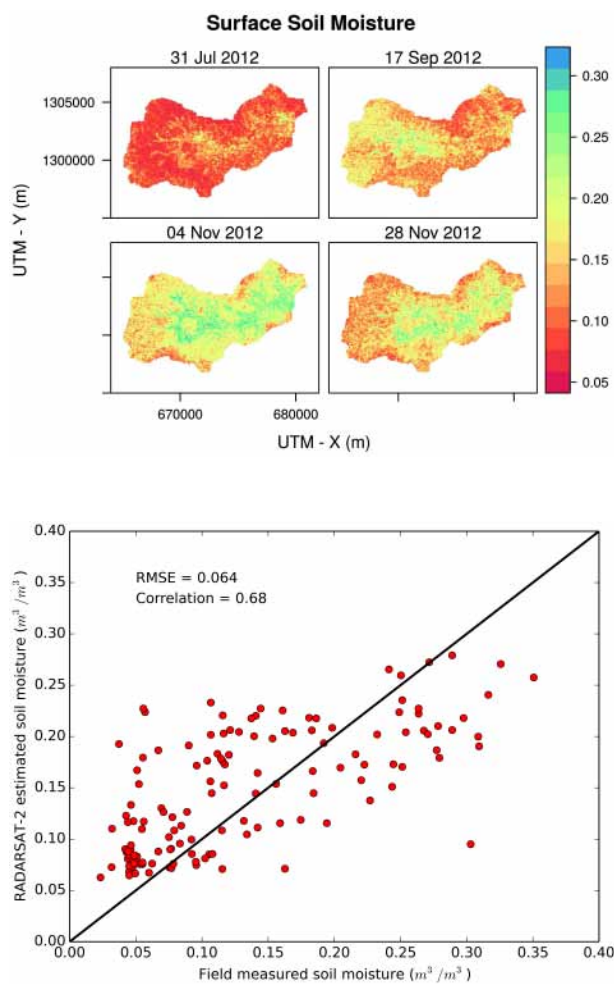 Surface Soil Moisture
31 Jul 2012
17 Sep 2012
1305000
1300000
UTM - Y (m)
04 Nov 2012
28 Nov 2012
670000
680000
UTM - X (m)
0.30
0.25
0.20
0.15
0.10
0.05
RMSE = 0.064
Correlation = 0.68
RADARSAT-2 estimated soil moisture (m³/m³)
0.40
0.35
0.30
0.25
0.20
0.15
0.10
0.05
0.00
0.00 0.05 0.10 0.15 0.20 0.25 0.30 0.35 0.40
Field measured soil moisture (m³/m³)